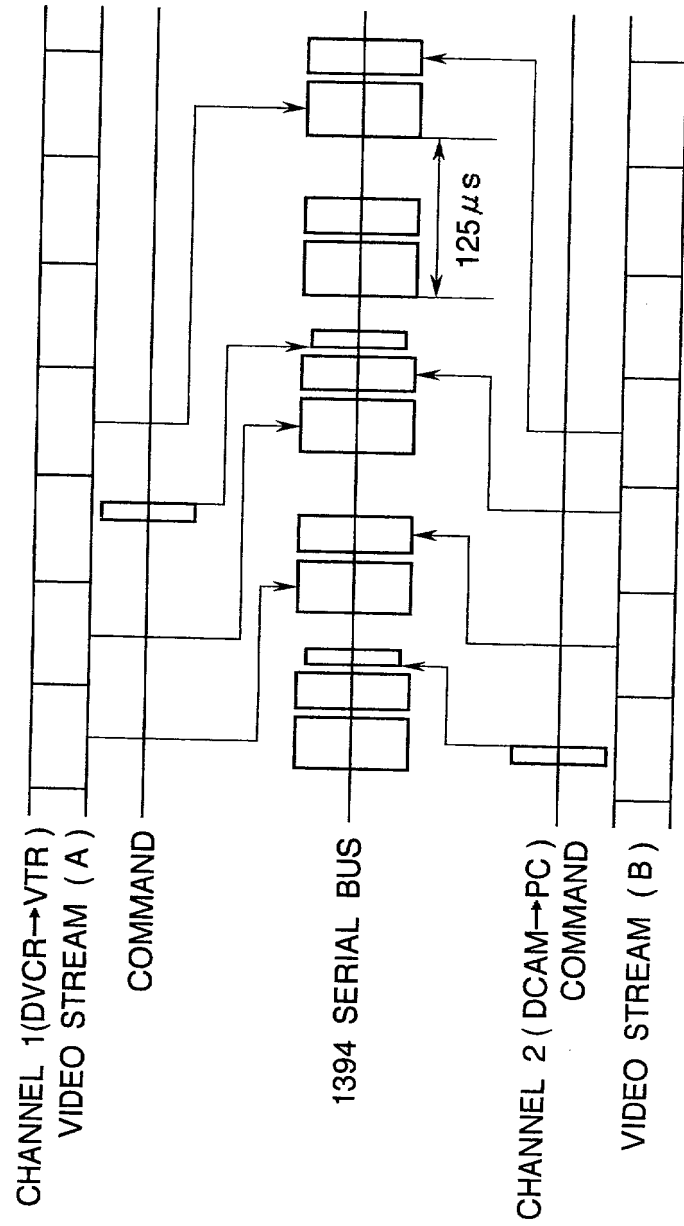 CHANNEL 1(DVCR→VTR)
VIDEO STREAM (A)
COMMAND
1394 SERIAL BUS
125μs
CHANNEL 2 (DCAM→PC)
COMMAND
VIDEO STREAM (B)